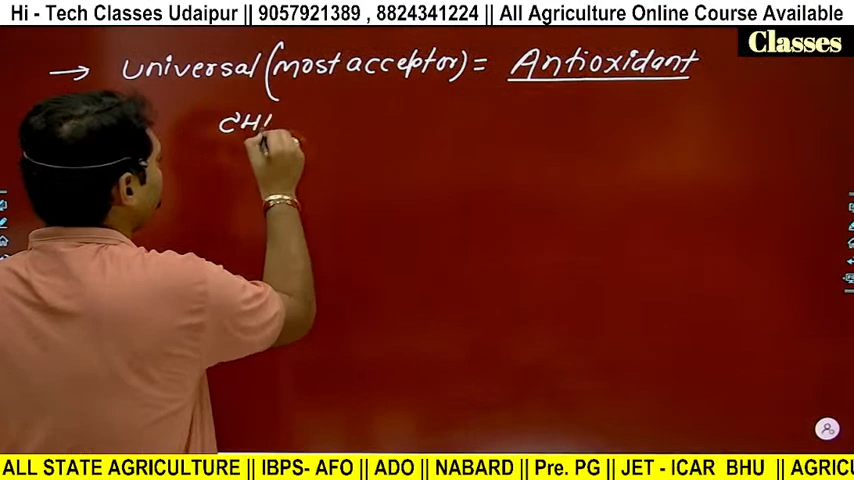 Hi - Tech Classes Udaipur || 9057921389 , 8824341224 || All Agriculture Online Course Available
Classes
→ Universal (most acceptor) = Antioxidant
CH
ALL STATE AGRICULTURE || IBPS- AFO || ADO || NABARD || Pre. PG || JET - ICAR BHU || AGRICU